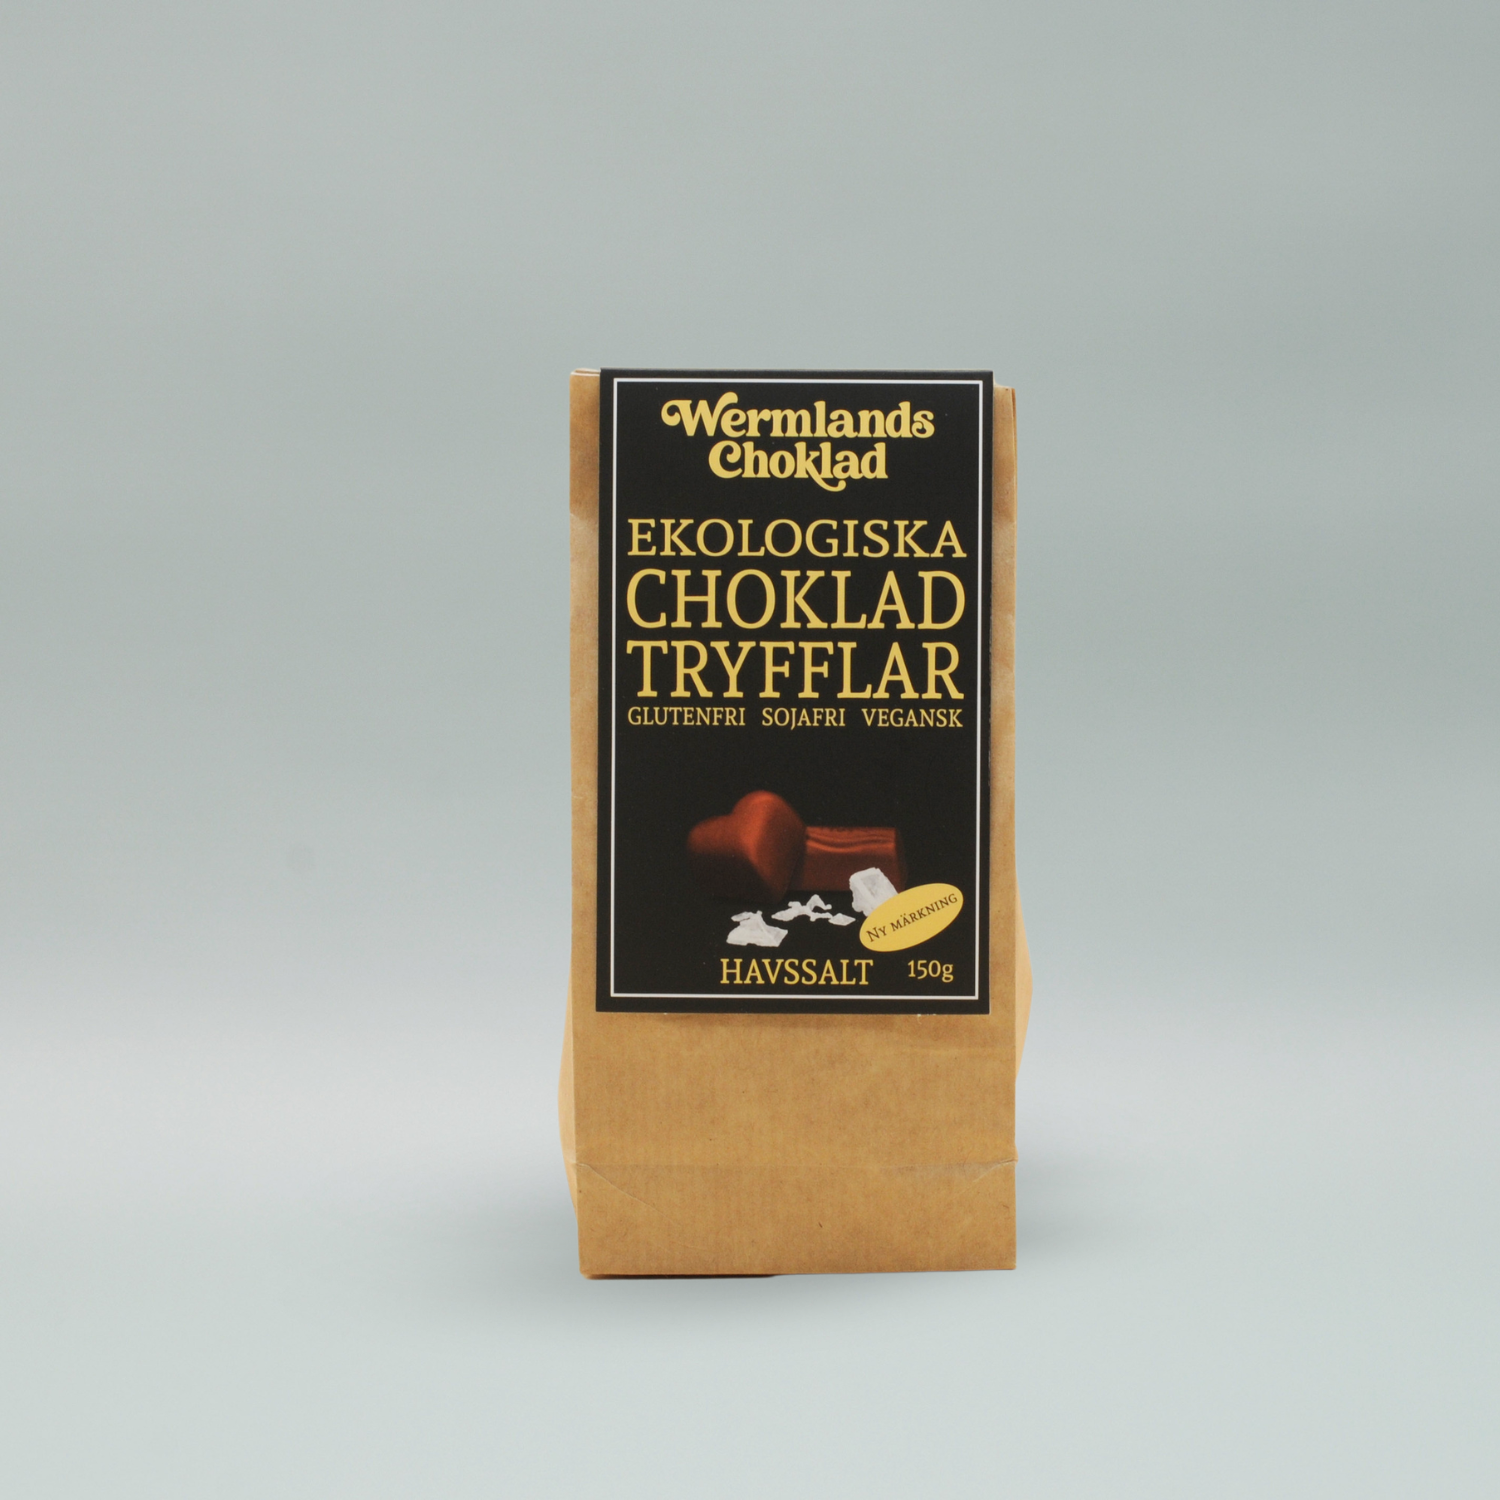 Wermlands
Choklad
EKOLOGISKA
CHOKLAD
TRYFFLAR
GLUTENFRI SOJAFRI VEGANSK
NY MÄRKNING
HAVSSALT 150g